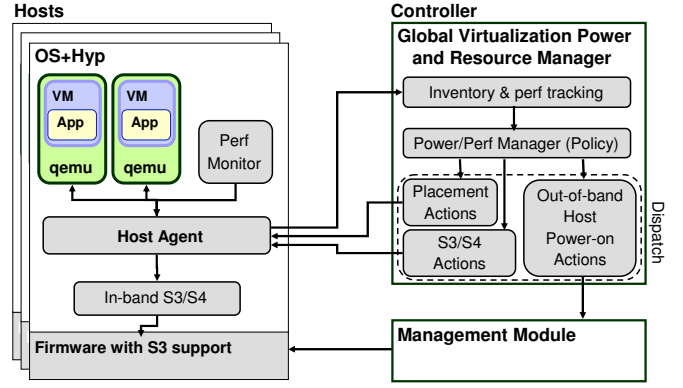 Hosts
OS+Hyp
VM
App
qemu
VM
App
qemu
Perf
Monitor
Host Agent
In-band S3/S4
Firmware with S3 support
Controller
Global Virtualization Power
and Resource Manager
Inventory & perf tracking
Power/Perf Manager (Policy)
Placement
Actions
S3/S4
Actions
Out-of-band
Host
Power-on
Actions
Dispatch
Management Module